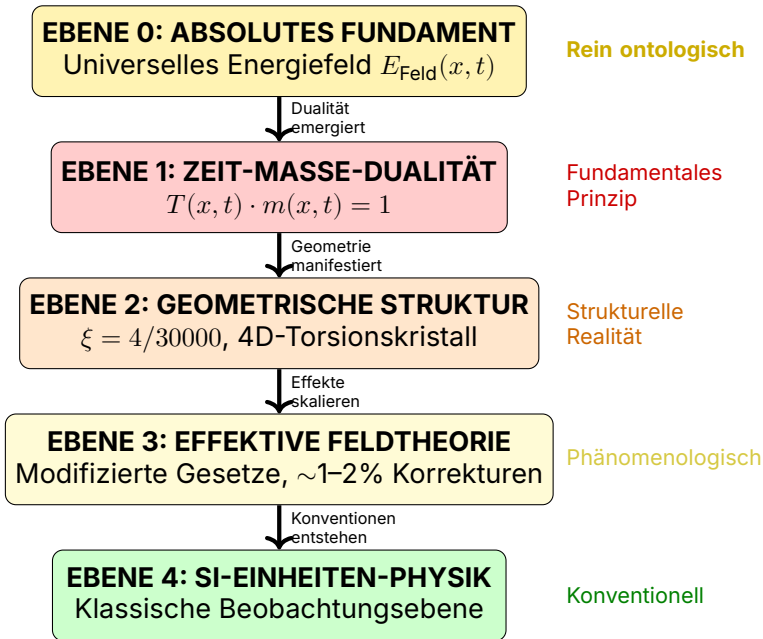 EBENE 0: ABSOLUTES FUNDAMENT
Universelles Energiefeld E_Feld(x, t)
Rein ontologisch
Dualität
emergiert
EBENE 1: ZEIT-MASSE-DUALITÄT
T(x, t) · m(x, t) = 1
Fundamentales
Prinzip
Geometrie
manifestiert
EBENE 2: GEOMETRISCHE STRUKTUR
ξ = 4/30000, 4D-Torsionskristall
Strukturelle
Realität
Effekte
skalieren
EBENE 3: EFFEKTIVE FELDTHEORIE
Modifizierte Gesetze, ~1–2% Korrekturen
Phänomenologisch
Konventionen
entstehen
EBENE 4: SI-EINHEITEN-PHYSIK
Klassische Beobachtungsebene
Konventionell